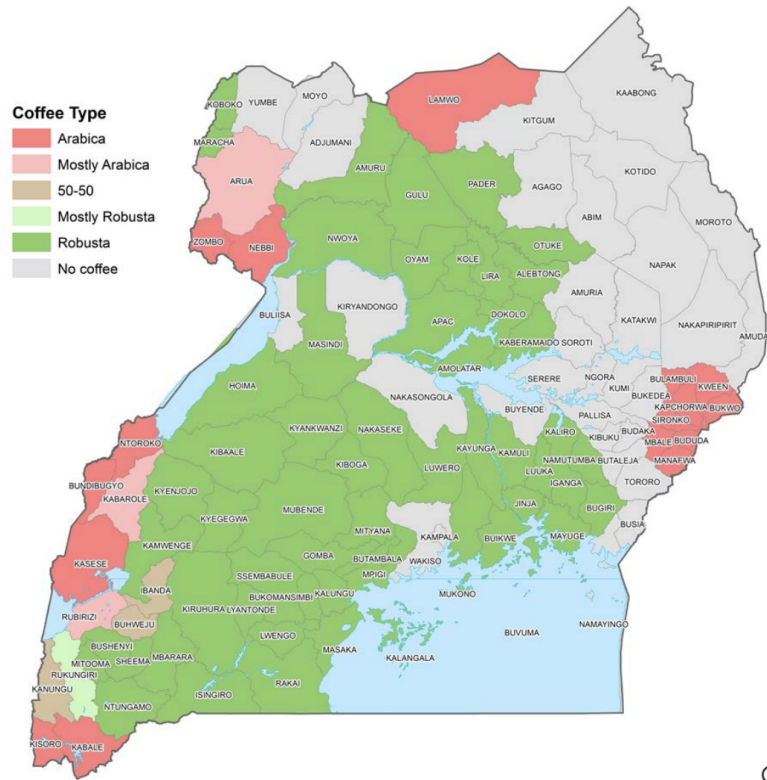 Coffee Type
Arabica
Mostly Arabica
50-50
Mostly Robusta
Robusta
No coffee
KAABONG
KOBOKO
YUMBE
MOYO
LAMWO
KITGUM
MARACHA
ADJUMANI
AMURU
KOTIDO
ARUA
GULU
PADER
AGAGO
ABIM
MOROTO
ZOMBO
NEBBI
NWOYA
OTUKE
OYAM
KOLE
LIRA
ALEBTONG
NAPAK
AMURIA
BULIISA
KIRYANDONGO
APAC
DOKOLO
KATAKWI
NAKAPIRIPIRIT
AMUDA
MASINDI
KABERAMAIDO
SOROTI
AMOLATAR
SERERE
NGORA
KUMI
BULAMBULI
KWEEN
HOIMA
NAKASONGOLA
BUYENDE
BUKEDEA
KAPCHORWA
BUKWO
PALLISA
SIRONKO
NTOROKO
KYANKWANZI
NAKASEKE
KALIRO
KIBUKU
BUDAKA
MBALE
BUDUDA
KIBAALE
KIBOGA
LUWERO
KAYUNGA
KAMULI
NAMUTUMBA
BUTALEJA
MANAFWA
BUNDIBUGYO
KABAROLE
KYENJOJO
LUUKA
IGANGA
TORORO
KYEGEGWA
MUBENDE
JINJA
BUGIRI
MITYANA
KAMPALA
BUIKWE
MAYUGE
BUSIA
KASESE
KAMWENGE
GOMBA
BUTAMBALA
WAKISO
MPIGI
IBANDA
SSEMBABULE
BUKOMANSIMBI
KALUNGU
MUKONO
RUBIRIZI
BUHWEJU
KIRUHURA
LYANTONDE
BUVUMA
NAMAYINGO
BUSHENYI
LWENGO
MASAKA
KALANGALA
MITOOMA
SHEEMA
MBARARA
RUKUNGIRI
KANUNGU
RAKAI
ISINGIRO
NTUNGAMO
KISORO
KABALE